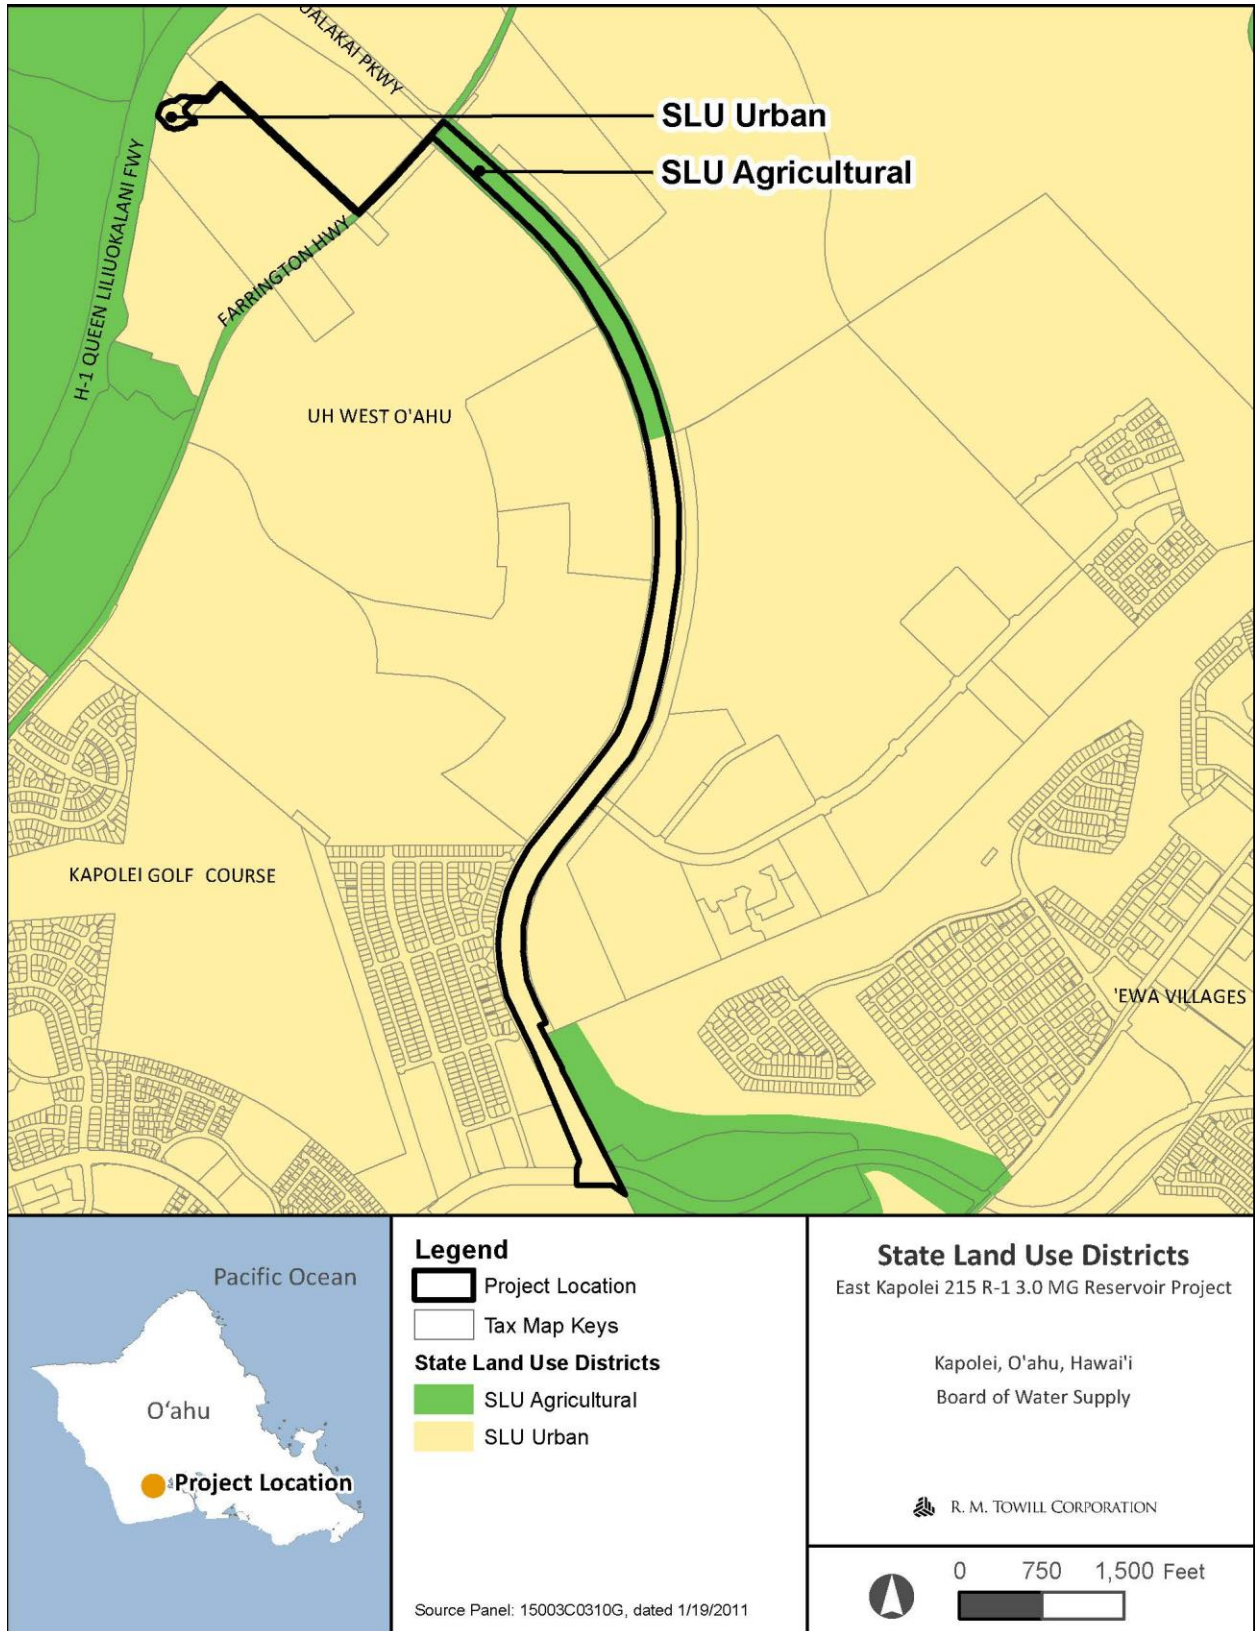 UALAKAI PKWY
SLU Urban
SLU Agricultural
H-1 QUEEN LILIUOKALANI FWY
FARRINGTON HWY
UH WEST O'AHU
KAPOLEI GOLF COURSE
'EWA VILLAGES
Pacific Ocean
O‘ahu
Project Location
Legend
Project Location
Tax Map Keys
State Land Use Districts
SLU Agricultural
SLU Urban
Source Panel: 15003C0310G, dated 1/19/2011
State Land Use Districts
East Kapolei 215 R-1 3.0 MG Reservoir Project
Kapolei, O'ahu, Hawai'i
Board of Water Supply
R. M. TOWILL CORPORATION
0 750 1,500 Feet